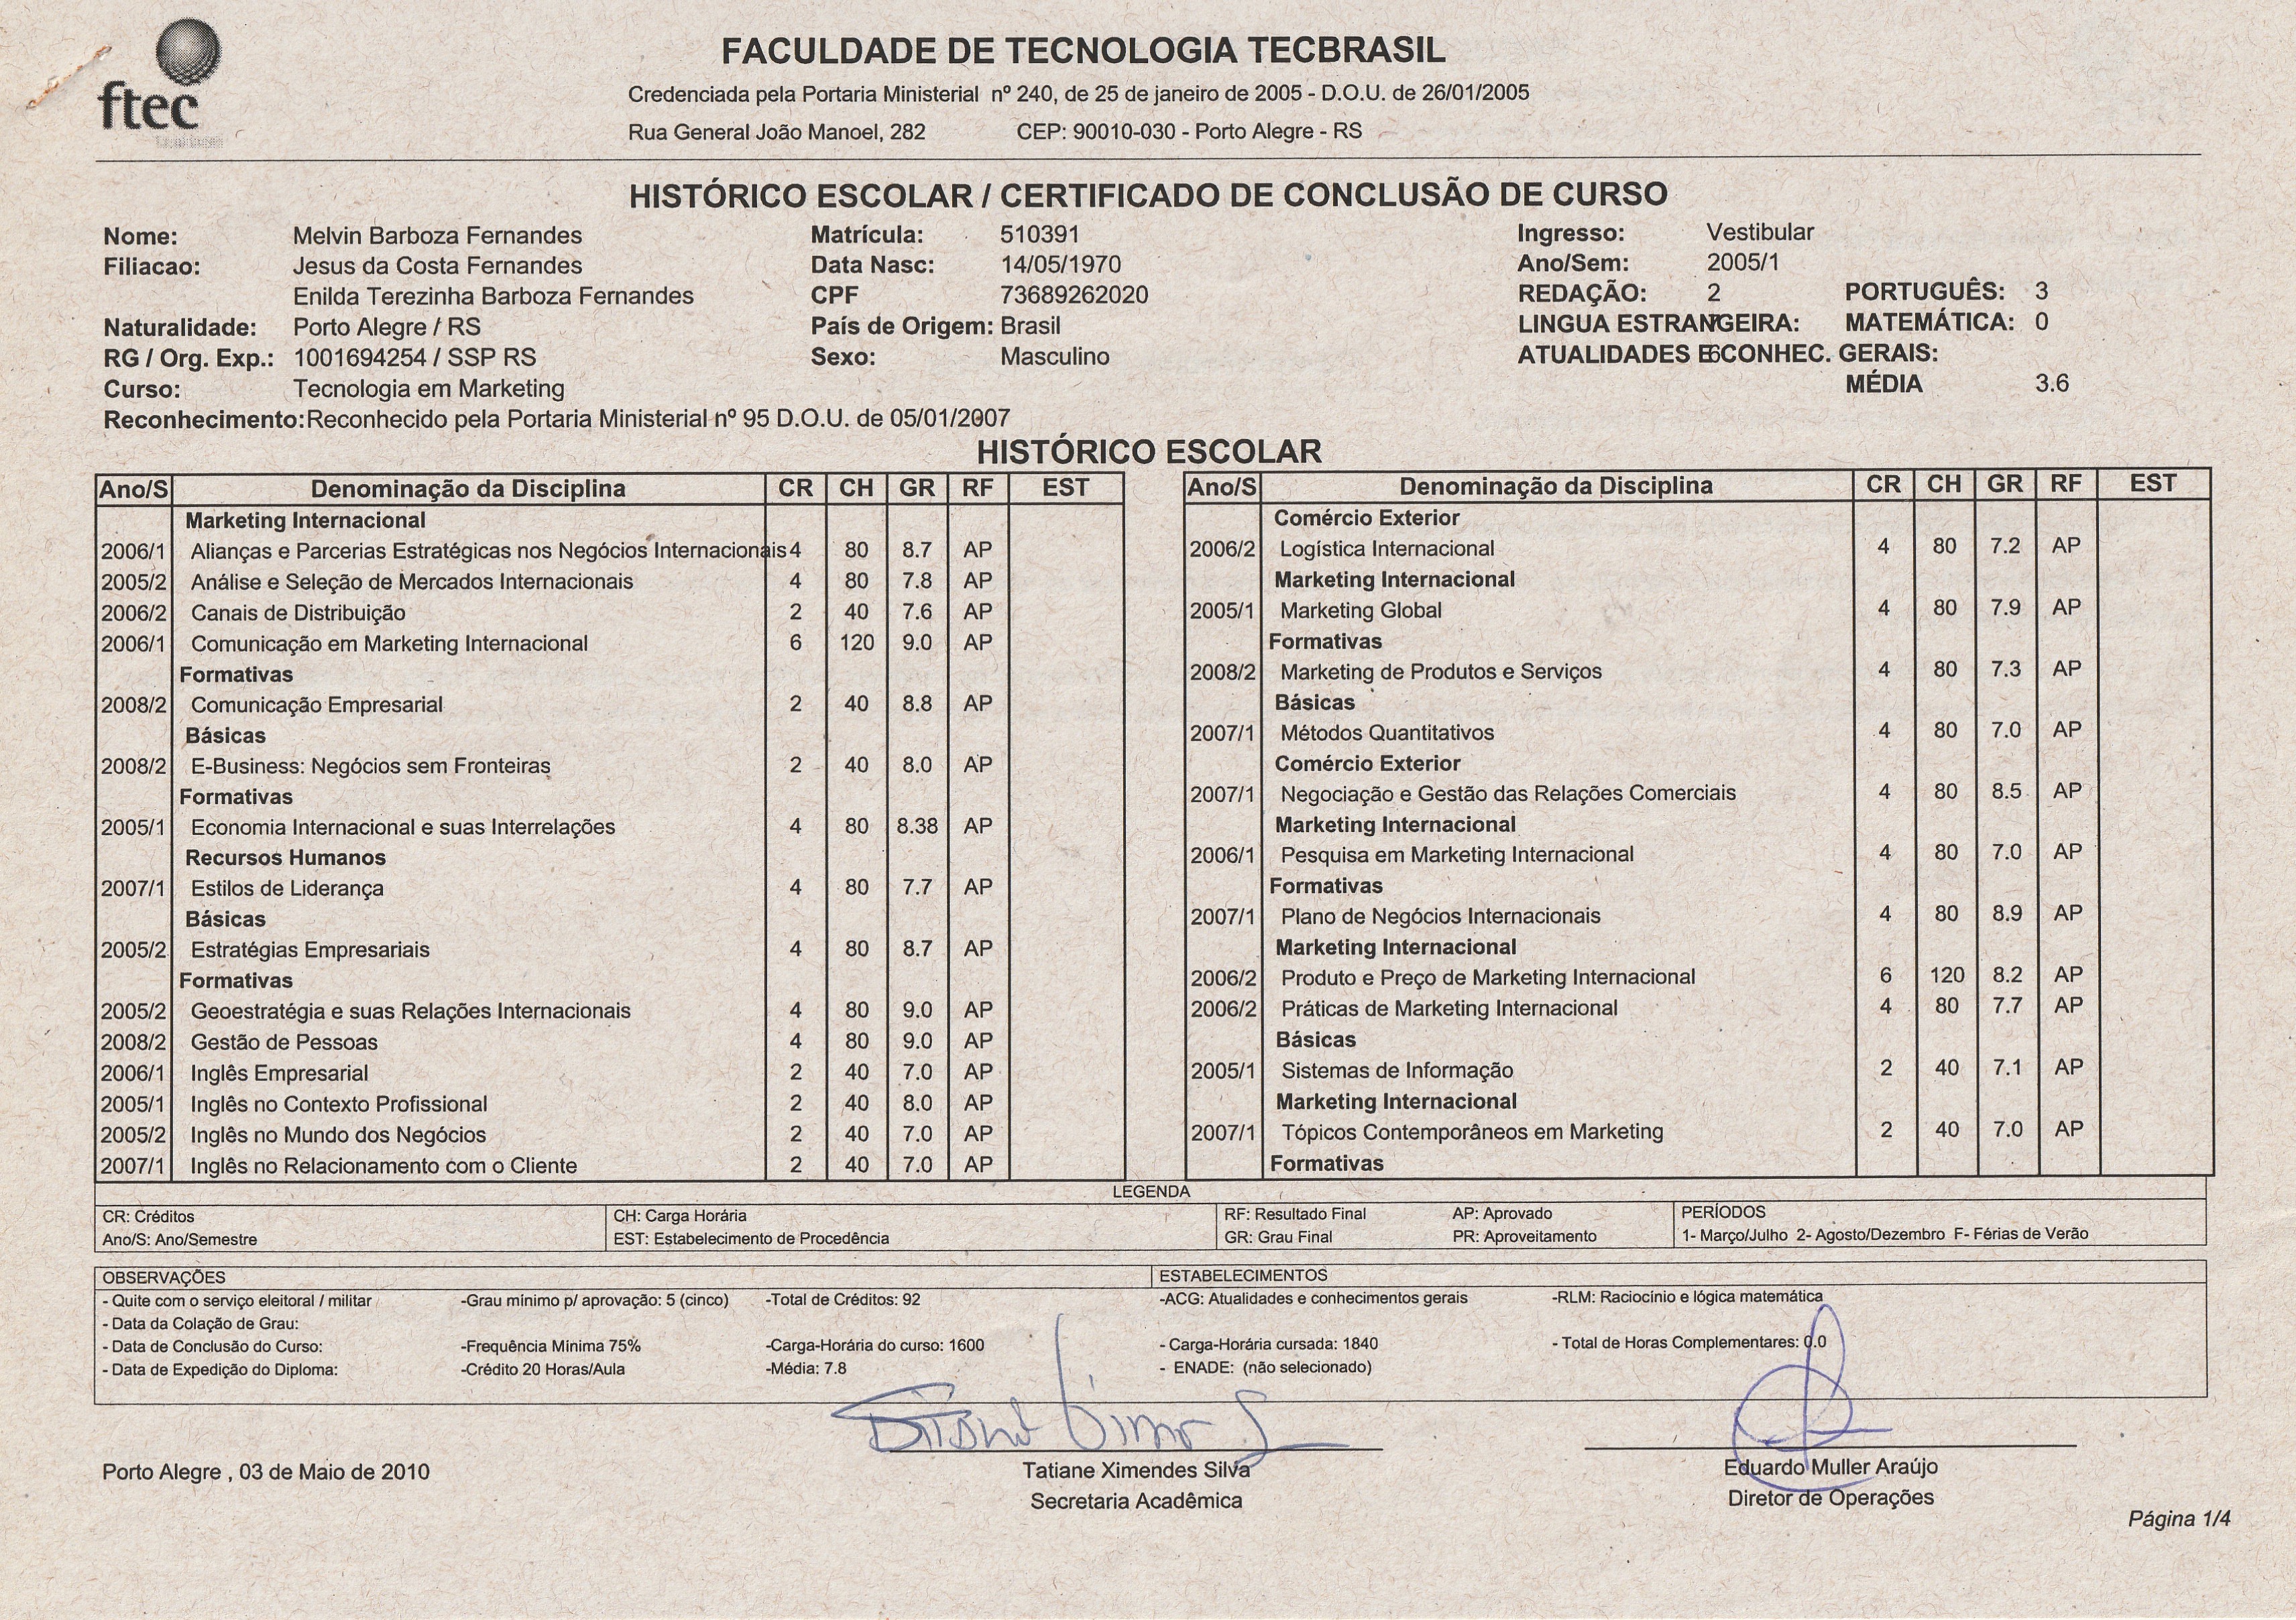 ftec
FACULDADE DE TECNOLOGIA TECBRASIL
Credenciada pela Portaria Ministerial nº 240, de 25 de janeiro de 2005 - D.O.U. de 26/01/2005
Rua General João Manoel, 282 CEP: 90010-030 - Porto Alegre - RS
HISTÓRICO ESCOLAR / CERTIFICADO DE CONCLUSÃO DE CURSO
Nome: Melvin Barboza Fernandes Matrícula: 510391 Ingresso: Vestibular
Filiacao: Jesus da Costa Fernandes Data Nasc: 14/05/1970 Ano/Sem: 2005/1
Enilda Terezinha Barboza Fernandes CPF 73689262020 REDAÇÃO: 2 PORTUGUÊS: 3
Naturalidade: Porto Alegre / RS País de Origem: Brasil LINGUA ESTRANGEIRA: MATEMÁTICA: 0
RG / Org. Exp.: 1001694254 / SSP RS Sexo: Masculino ATUALIDADES E CONHEC. GERAIS: 6
Curso: Tecnologia em Marketing MÉDIA 3.6
Reconhecimento: Reconhecido pela Portaria Ministerial nº 95 D.O.U. de 05/01/2007
HISTÓRICO ESCOLAR
Ano/S Denominação da Disciplina CR CH GR RF EST
Marketing Internacional
2006/1 Alianças e Parcerias Estratégicas nos Negócios Internacionais 4 80 8.7 AP
2005/2 Análise e Seleção de Mercados Internacionais 4 80 7.8 AP
2006/2 Canais de Distribuição 2 40 7.6 AP
2006/1 Comunicação em Marketing Internacional 6 120 9.0 AP
Formativas
2008/2 Comunicação Empresarial 2 40 8.8 AP
Básicas
2008/2 E-Business: Negócios sem Fronteiras 2 40 8.0 AP
Formativas
2005/1 Economia Internacional e suas Interrelações 4 80 8.38 AP
Recursos Humanos
2007/1 Estilos de Liderança 4 80 7.7 AP
Básicas
2005/2 Estratégias Empresariais 4 80 8.7 AP
Formativas
2005/2 Geoestratégia e suas Relações Internacionais 4 80 9.0 AP
2008/2 Gestão de Pessoas 4 80 9.0 AP
2006/1 Inglês Empresarial 2 40 7.0 AP
2005/1 Inglês no Contexto Profissional 2 40 8.0 AP
2005/2 Inglês no Mundo dos Negócios 2 40 7.0 AP
2007/1 Inglês no Relacionamento com o Cliente 2 40 7.0 AP
Ano/S Denominação da Disciplina CR CH GR RF EST
Comércio Exterior
2006/2 Logística Internacional 4 80 7.2 AP
Marketing Internacional
2005/1 Marketing Global 4 80 7.9 AP
Formativas
2008/2 Marketing de Produtos e Serviços 4 80 7.3 AP
Básicas
2007/1 Métodos Quantitativos 4 80 7.0 AP
Comércio Exterior
2007/1 Negociação e Gestão das Relações Comerciais 4 80 8.5 AP
Marketing Internacional
2006/1 Pesquisa em Marketing Internacional 4 80 7.0 AP
Formativas
2007/1 Plano de Negócios Internacionais 4 80 8.9 AP
Marketing Internacional
2006/2 Produto e Preço de Marketing Internacional 6 120 8.2 AP
2006/2 Práticas de Marketing Internacional 4 80 7.7 AP
Básicas
2005/1 Sistemas de Informação 2 40 7.1 AP
Marketing Internacional
2007/1 Tópicos Contemporâneos em Marketing 2 40 7.0 AP
Formativas
LEGENDA
CR: Créditos CH: Carga Horária RF: Resultado Final AP: Aprovado PERÍODOS
Ano/S: Ano/Semestre EST: Estabelecimento de Procedência GR: Grau Final PR: Aproveitamento 1- Março/Julho 2- Agosto/Dezembro F- Férias de Verão
OBSERVAÇÕES ESTABELECIMENTOS
- Quite com o serviço eleitoral / militar -Grau minimo p/ aprovação: 5 (cinco) -Total de Créditos: 92 -ACG: Atualidades e conhecimentos gerais -RLM: Raciocínio e lógica matemática
- Data da Colação de Grau:
- Data de Conclusão do Curso: -Frequência Mínima 75% -Carga-Horária do curso: 1600 - Carga-Horária cursada: 1840 - Total de Horas Complementares: 0.0
- Data de Expedição do Diploma: -Crédito 20 Horas/Aula -Média: 7.8 - ENADE: (não selecionado)
Porto Alegre , 03 de Maio de 2010
Tatiane Ximendes Silva
Secretaria Acadêmica
Eduardo Muller Araújo
Diretor de Operações
Página 1/4